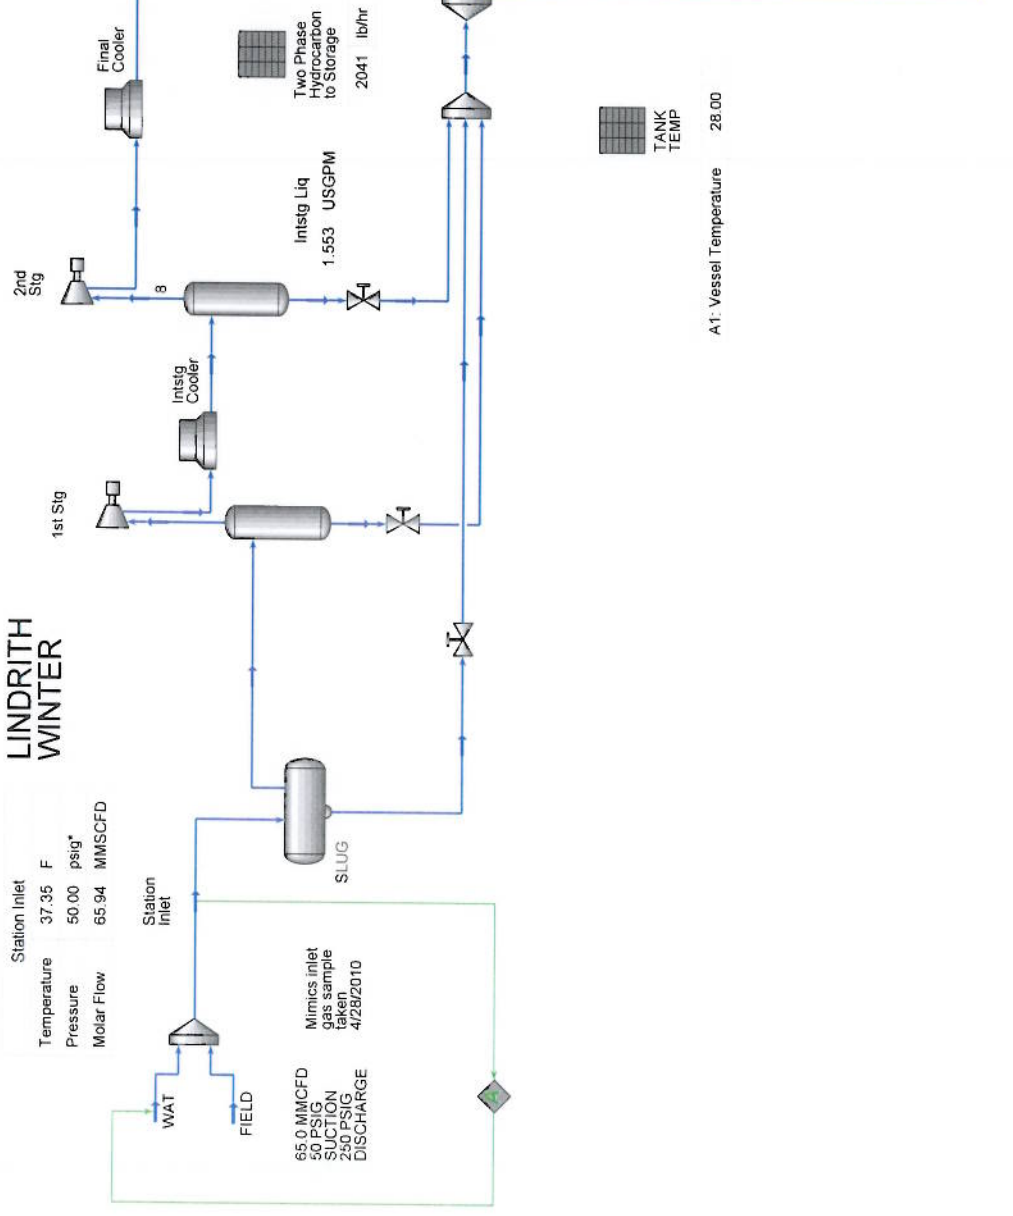 LINDRITH
WINTER
Station Inlet
Temperature 37.35 F
Pressure 50.00 psig*
Molar Flow 65.94 MMSCFD
WAT
FIELD
Station
Inlet
SLUG
65.0 MMCFD
50 PSIG
SUCTION
250 PSIG
DISCHARGE
Mimics inlet
gas sample
taken
4/28/2010
A
1st Stg
Intstg
Cooler
2nd
Stg
8
Intstg Liq
1.553 USGPM
Final
Cooler
Two Phase
Hydrocarbon
to Storage
2041 lb/hr
TANK
TEMP
A1: Vessel Temperature 28.00